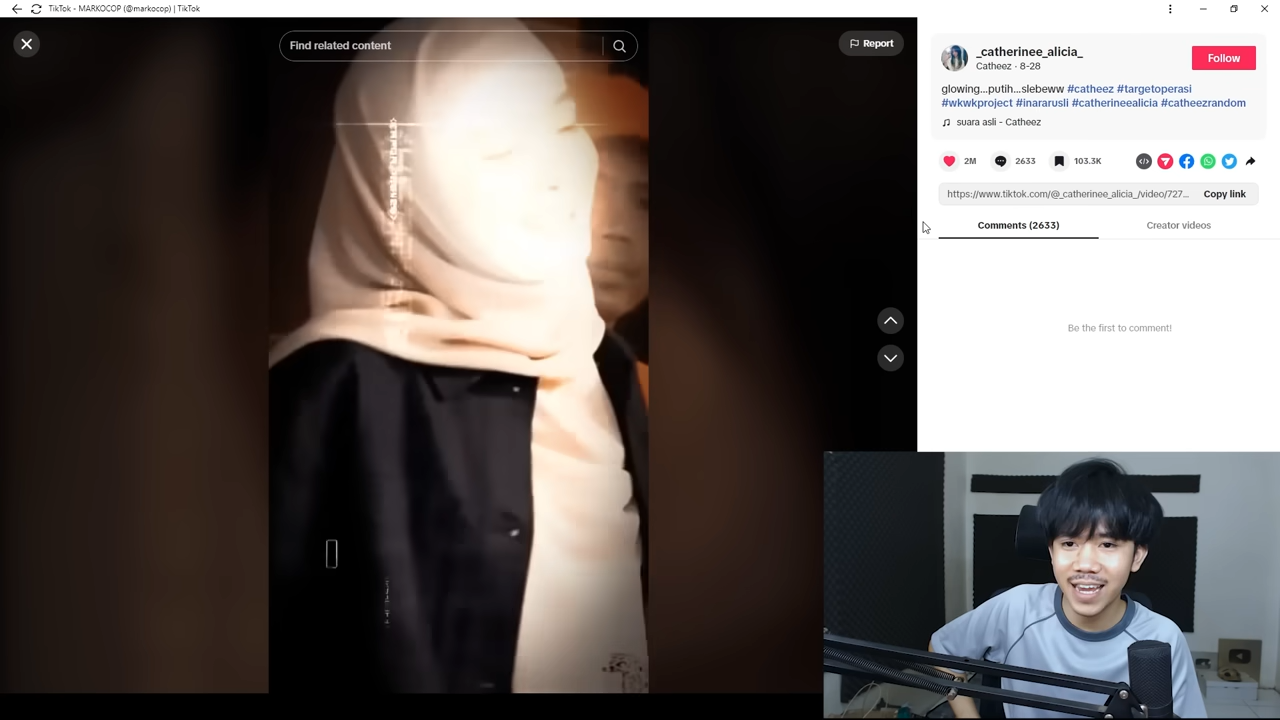 TikTok - MARKOCOP (@markocop) | TikTok
Find related content
Report
_catherinee_alicia_
Catheez · 8-28
Follow
glowing...putih...slebeww #catheez #targetoperasi
#wkwkproject #inararusli #catherineealicia #catheezrandom
suara asli - Catheez
2M
2633
103.3K
https://www.tiktok.com/@_catherinee_alicia_/video/727...
Copy link
Comments (2633)
Creator videos
Be the first to comment!